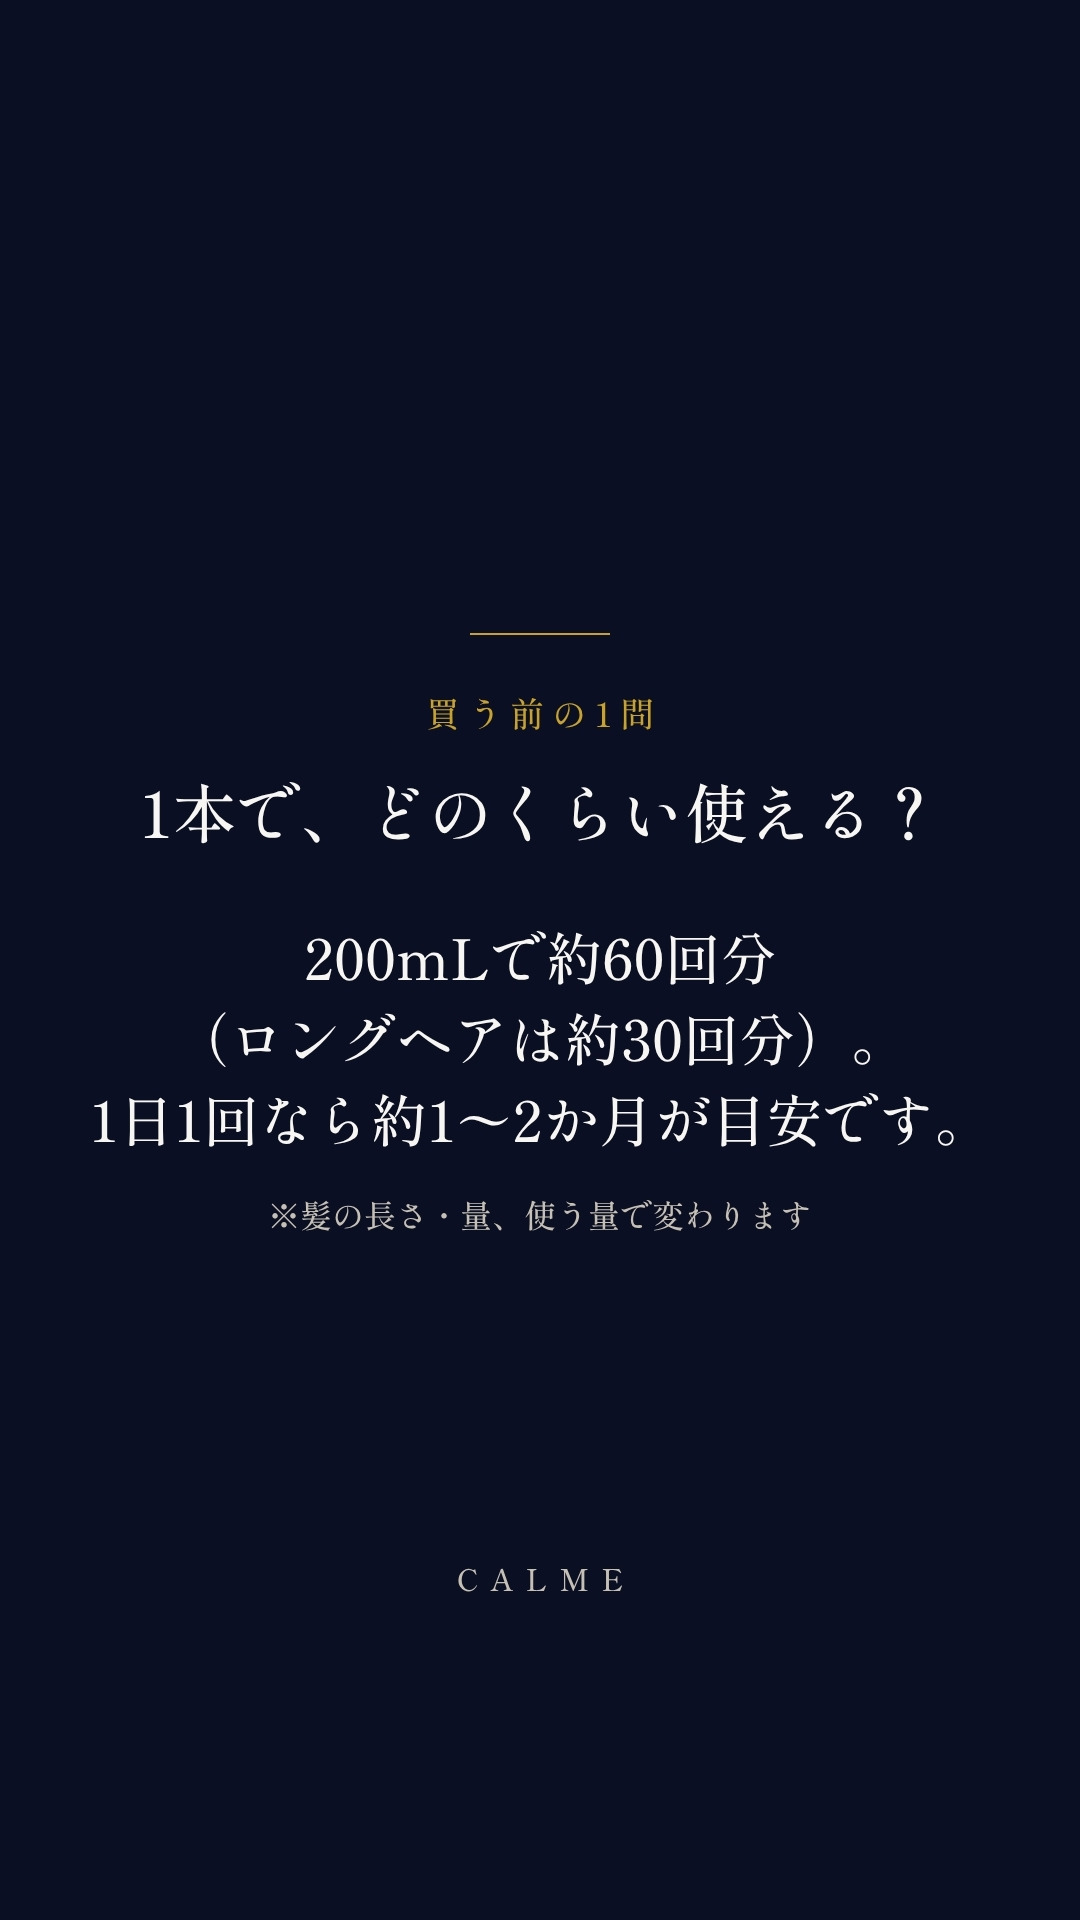 買う前の1問
1本で、どのくらい使える？
200mLで約60回分
（ロングヘアは約30回分）。
1日1回なら約1〜2か月が目安です。
※髪の長さ・量、使う量で変わります
CALME